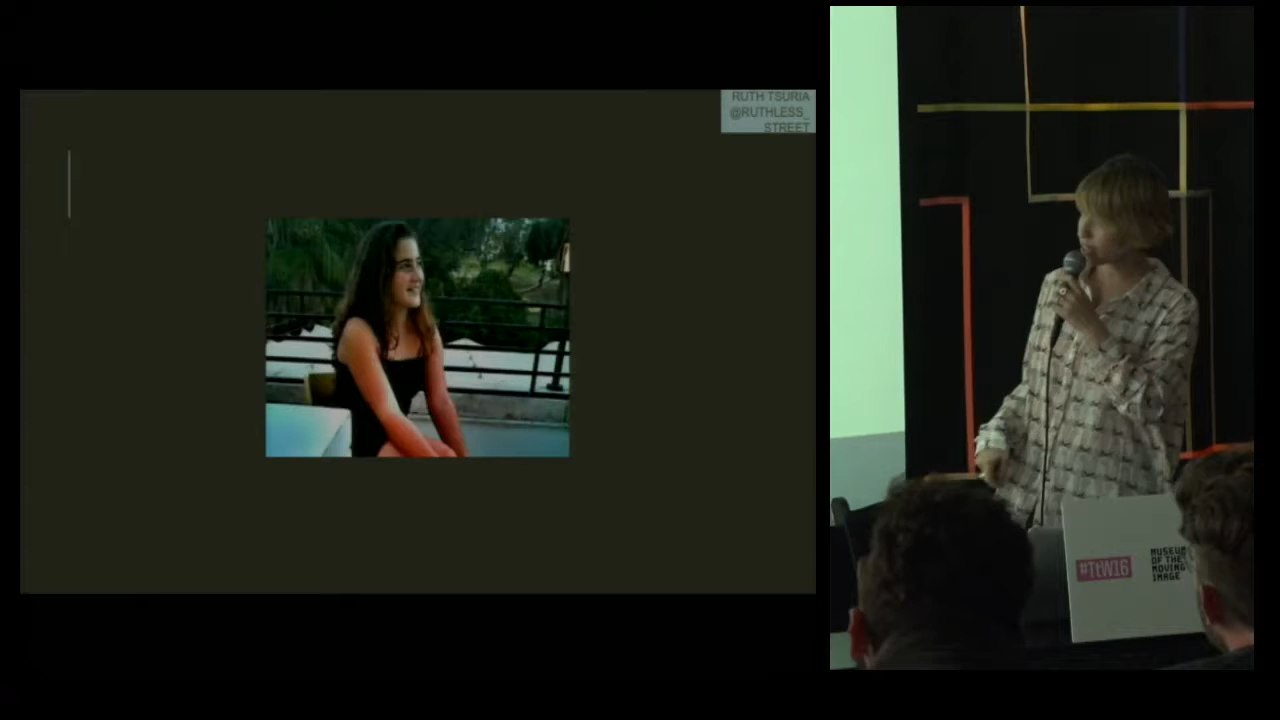 RUTH TSURIA
@RUTHLESS_
STREET
#TtW16
MUSEUM
OF THE
MOVING
IMAGE